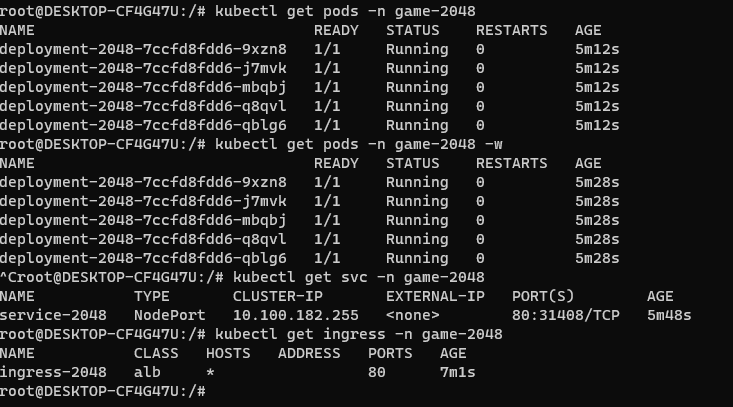 root@DESKTOP-CF4G47U:/# kubectl get pods -n game-2048
NAME READY STATUS RESTARTS AGE
deployment-2048-7ccfd8fdd6-9xzn8 1/1 Running 0 5m12s
deployment-2048-7ccfd8fdd6-j7mvk 1/1 Running 0 5m12s
deployment-2048-7ccfd8fdd6-mbqbj 1/1 Running 0 5m12s
deployment-2048-7ccfd8fdd6-q8qvl 1/1 Running 0 5m12s
deployment-2048-7ccfd8fdd6-qblg6 1/1 Running 0 5m12s
root@DESKTOP-CF4G47U:/# kubectl get pods -n game-2048 -w
NAME READY STATUS RESTARTS AGE
deployment-2048-7ccfd8fdd6-9xzn8 1/1 Running 0 5m28s
deployment-2048-7ccfd8fdd6-j7mvk 1/1 Running 0 5m28s
deployment-2048-7ccfd8fdd6-mbqbj 1/1 Running 0 5m28s
deployment-2048-7ccfd8fdd6-q8qvl 1/1 Running 0 5m28s
deployment-2048-7ccfd8fdd6-qblg6 1/1 Running 0 5m28s
^Croot@DESKTOP-CF4G47U:/# kubectl get svc -n game-2048
NAME TYPE CLUSTER-IP EXTERNAL-IP PORT(S) AGE
service-2048 NodePort 10.100.182.255 <none> 80:31408/TCP 5m48s
root@DESKTOP-CF4G47U:/# kubectl get ingress -n game-2048
NAME CLASS HOSTS ADDRESS PORTS AGE
ingress-2048 alb * 80 7m1s
root@DESKTOP-CF4G47U:/#